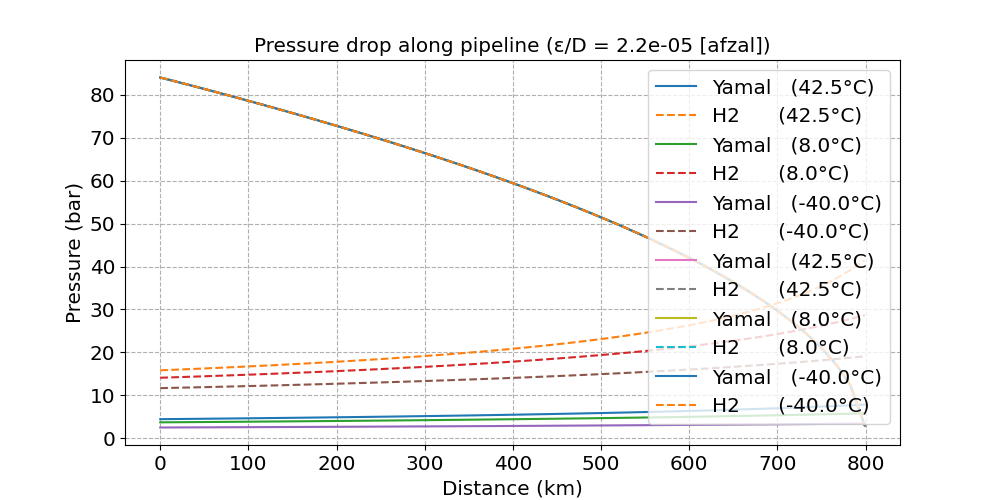 Pressure drop along pipeline (ε/D = 2.2e-05 [afzal])
Pressure (bar)
80
70
60
50
40
30
20
10
0
Yamal (42.5°C)
H2 (42.5°C)
Yamal (8.0°C)
H2 (8.0°C)
Yamal (-40.0°C)
H2 (-40.0°C)
Yamal (42.5°C)
H2 (42.5°C)
Yamal (8.0°C)
H2 (8.0°C)
Yamal (-40.0°C)
H2 (-40.0°C)
0 100 200 300 400 500 600 700 800
Distance (km)